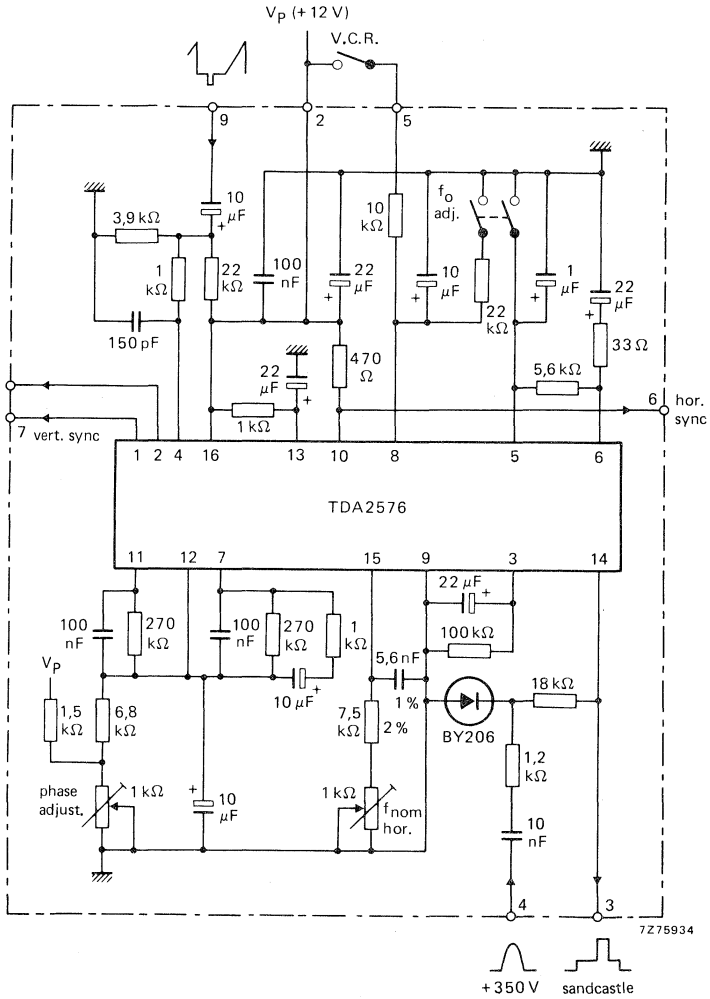 V_P (+ 12 V)
V.C.R.
9
2
5
10 μF
+
3,9 kΩ
1 kΩ
22 kΩ
150 pF
100 nF
22 μF
+
10 kΩ
10 μF
+
f_o adj.
22 kΩ
1 μF
+
22 μF
+
33 Ω
5,6 kΩ
470 Ω
22 μF
+
1 kΩ
6
hor. sync
7 vert. sync
1 2 4 16 13 10 8 5 6
TDA2576
11 12 7 15 9 3 14
100 nF
270 kΩ
100 nF
270 kΩ
1 kΩ
22 μF +
100 kΩ
5,6 nF
1 %
10 μF +
V_P
1,5 kΩ
6,8 kΩ
7,5 kΩ
2 %
BY206
18 kΩ
1,2 kΩ
phase adjust.
1 kΩ
+
10 μF
1 kΩ
f_nom hor.
10 nF
4
3
7Z75934
+ 350 V
sandcastle